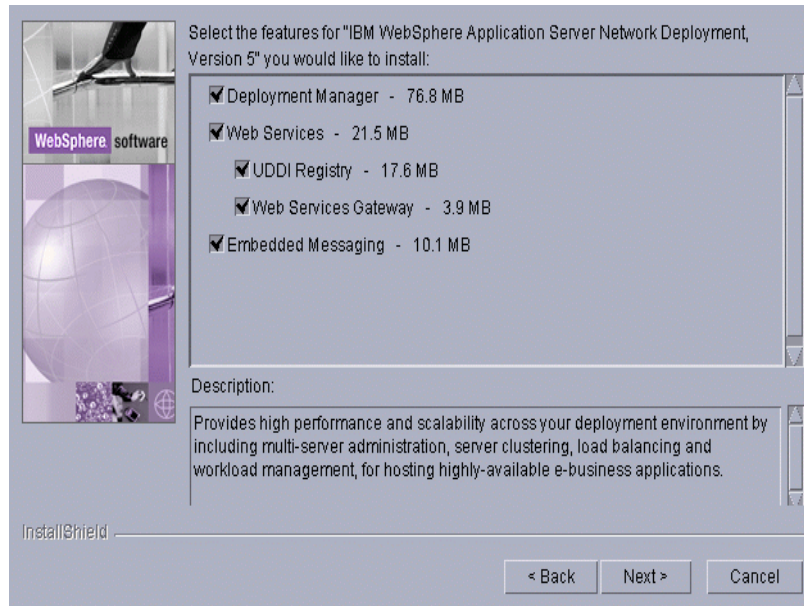 Select the features for "IBM WebSphere Application Server Network Deployment,
Version 5" you would like to install:
Deployment Manager - 76.8 MB
WebSphere software
Web Services - 21.5 MB
UDDI Registry - 17.6 MB
Web Services Gateway - 3.9 MB
Embedded Messaging - 10.1 MB
Description:
Provides high performance and scalability across your deployment environment by
including multi-server administration, server clustering, load balancing and
workload management, for hosting highly-available e-business applications.
InstallShield
< Back
Next >
Cancel